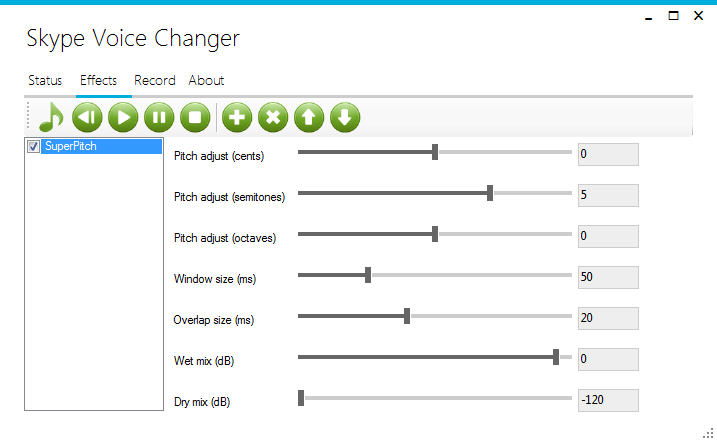 Skype Voice Changer
Status Effects Record About
SuperPitch
Pitch adjust (cents) 0
Pitch adjust (semitones) 5
Pitch adjust (octaves) 0
Window size (ms) 50
Overlap size (ms) 20
Wet mix (dB) 0
Dry mix (dB) -120